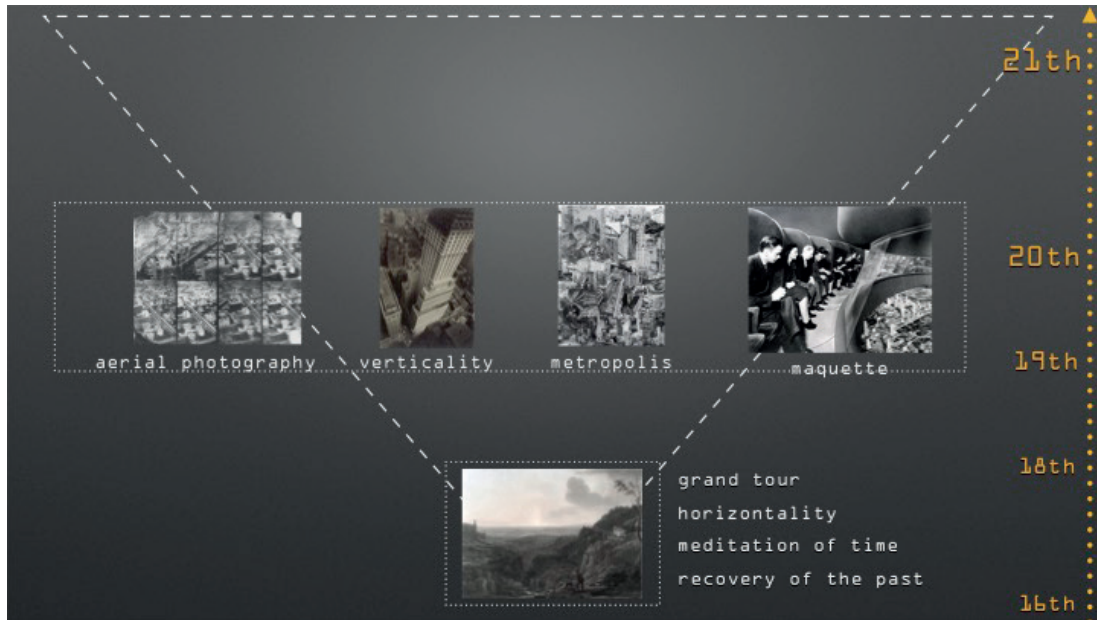 21th
20th
aerial photography
verticality
metropolis
maquette
19th
18th
grand tour
horizontality
meditation of time
recovery of the past
16th